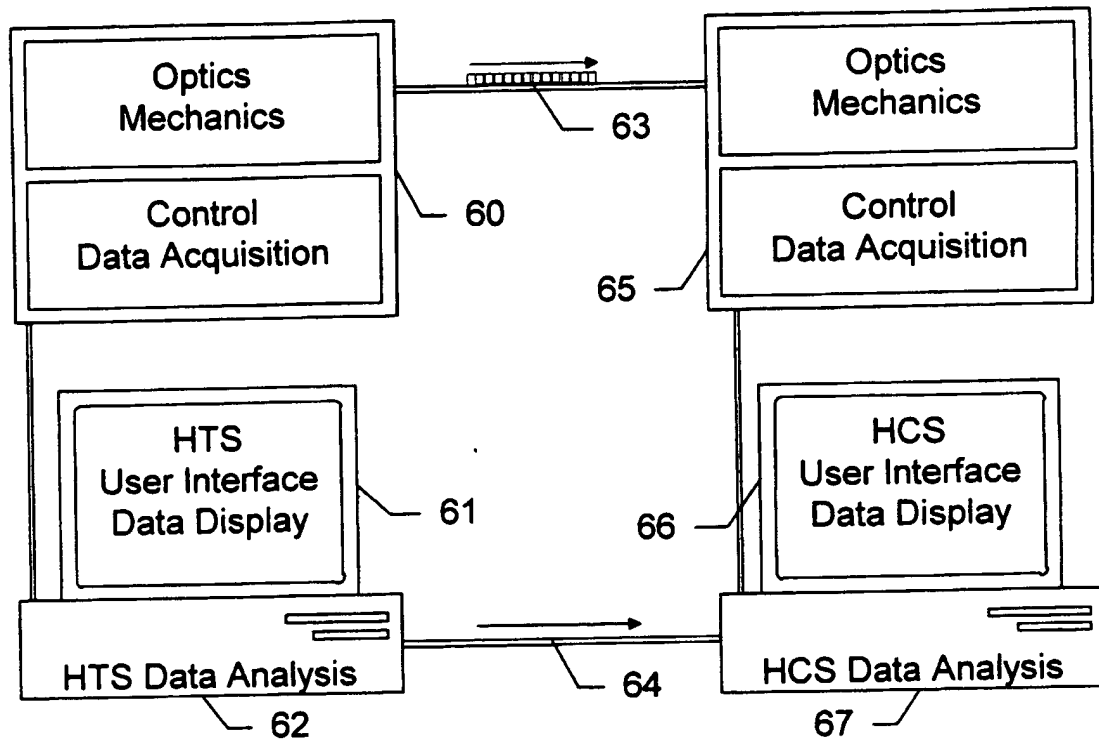 Optics
Mechanics
Control
Data Acquisition
60
63
Optics
Mechanics
Control
Data Acquisition
65
HTS
User Interface
Data Display
61
HTS Data Analysis
62
64
HCS
User Interface
Data Display
66
HCS Data Analysis
67